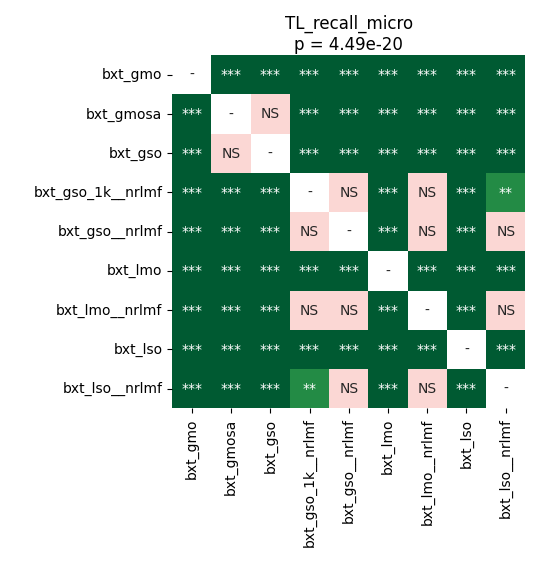 TL_recall_micro
p = 4.49e-20
bxt_gmo - *** *** *** *** *** *** *** ***
bxt_gmosa *** - NS *** *** *** *** *** ***
bxt_gso *** NS - *** *** *** *** *** ***
bxt_gso_1k__nrlmf *** *** *** - NS *** NS *** **
bxt_gso__nrlmf *** *** *** NS - *** NS *** NS
bxt_lmo *** *** *** *** *** - *** *** ***
bxt_lmo__nrlmf *** *** *** NS NS *** - *** NS
bxt_lso *** *** *** *** *** *** *** - ***
bxt_lso__nrlmf *** *** *** ** NS *** NS *** -
bxt_gmo
bxt_gmosa
bxt_gso
bxt_gso_1k__nrlmf
bxt_gso__nrlmf
bxt_lmo
bxt_lmo__nrlmf
bxt_lso
bxt_lso__nrlmf